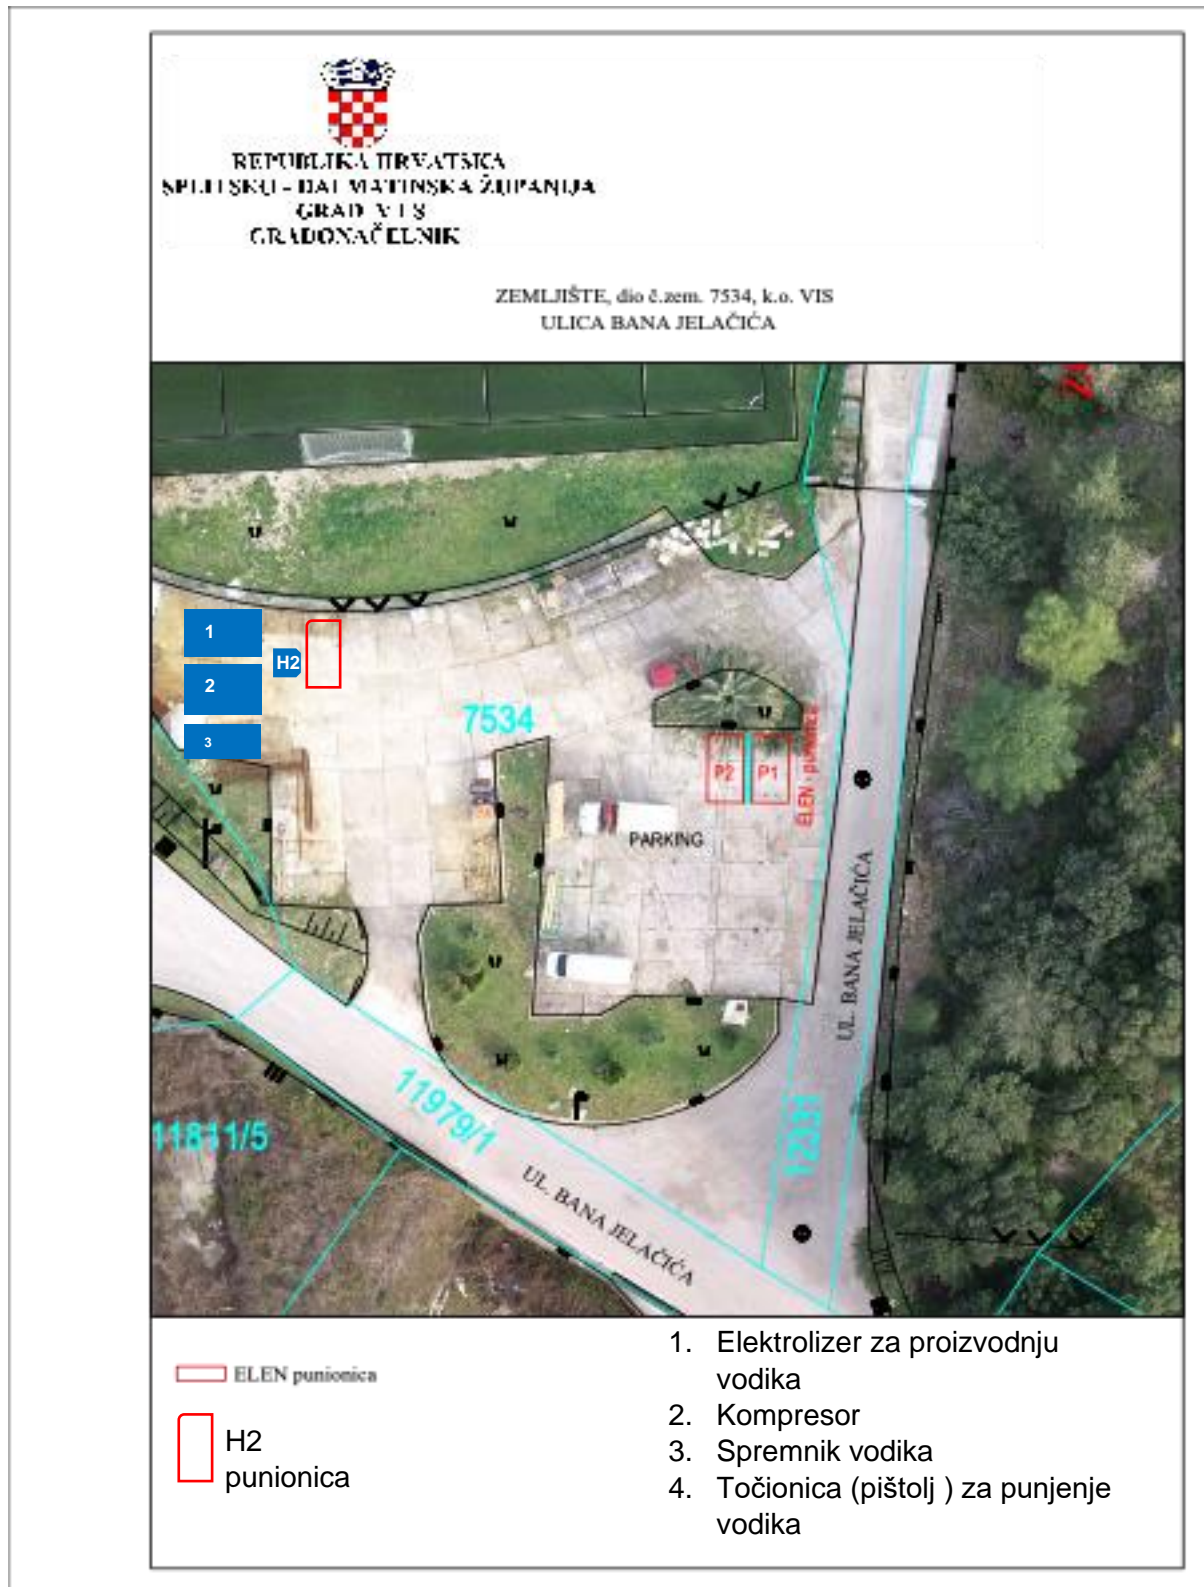 REPUBLIKA HRVATSKA
SPLITSKO - DALMATINSKA ŽUPANIJA
GRAD VIS
GRADONAČELNIK
ZEMLJIŠTE, dio č.zem. 7534, k.o. VIS
ULICA BANA JELAČIĆA
1
H2
2
3
7534
P2
P1
ELEN - punionica
PARKING
UL. BANA JELAČIĆA
11979/1
11811/5
12331
UL. BANA JELAČIĆA
ELEN punionica
H2
punionica
1. Elektrolizer za proizvodnju
vodika
2. Kompresor
3. Spremnik vodika
4. Točionica (pištolj ) za punjenje
vodika